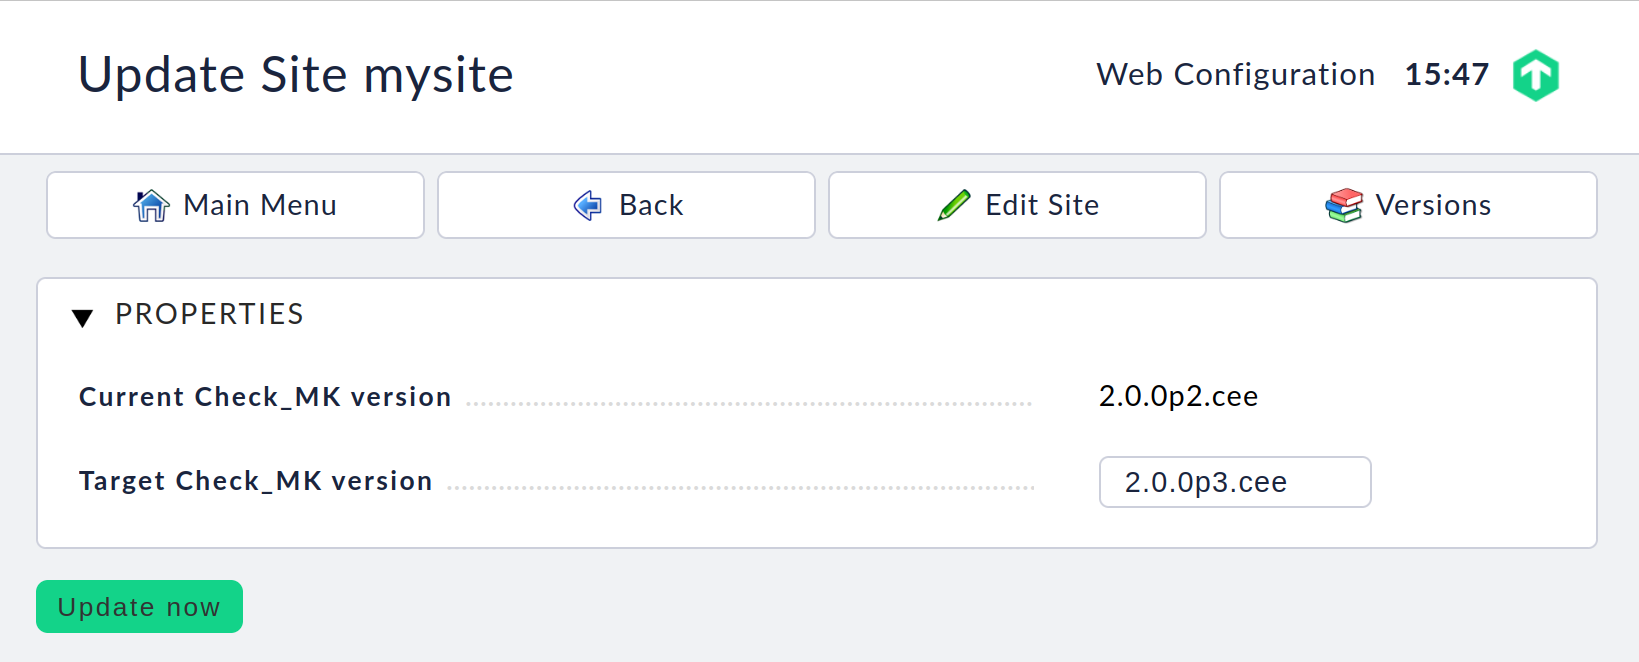 Update Site mysite
Web Configuration 15:47
Main Menu
Back
Edit Site
Versions
PROPERTIES
Current Check_MK version 2.0.0p2.cee
Target Check_MK version 2.0.0p3.cee
Update now